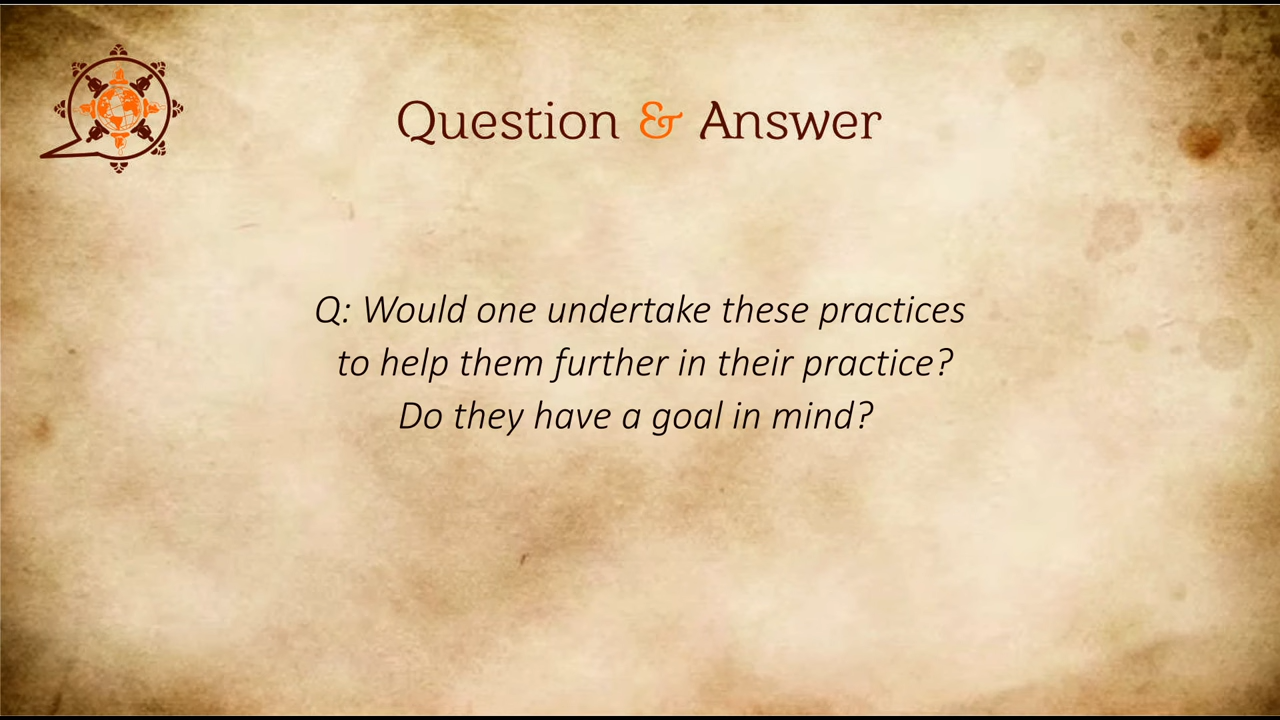 Question & Answer
Q: Would one undertake these practices
to help them further in their practice?
Do they have a goal in mind?